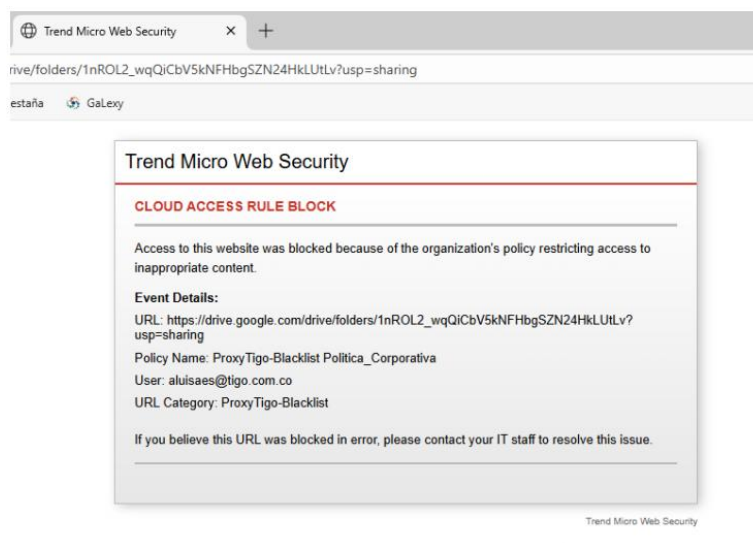 Trend Micro Web Security
rive/folders/1nROL2_wqQiCbV5kNFHbgSZN24HkLUtLv?usp=sharing
estaña GaLexy
Trend Micro Web Security
CLOUD ACCESS RULE BLOCK
Access to this website was blocked because of the organization's policy restricting access to
inappropriate content.
Event Details:
URL: https://drive.google.com/drive/folders/1nROL2_wqQiCbV5kNFHbgSZN24HkLUtLv?
usp=sharing
Policy Name: ProxyTigo-Blacklist Politica_Corporativa
User: aluisaes@tigo.com.co
URL Category: ProxyTigo-Blacklist
If you believe this URL was blocked in error, please contact your IT staff to resolve this issue.
Trend Micro Web Security